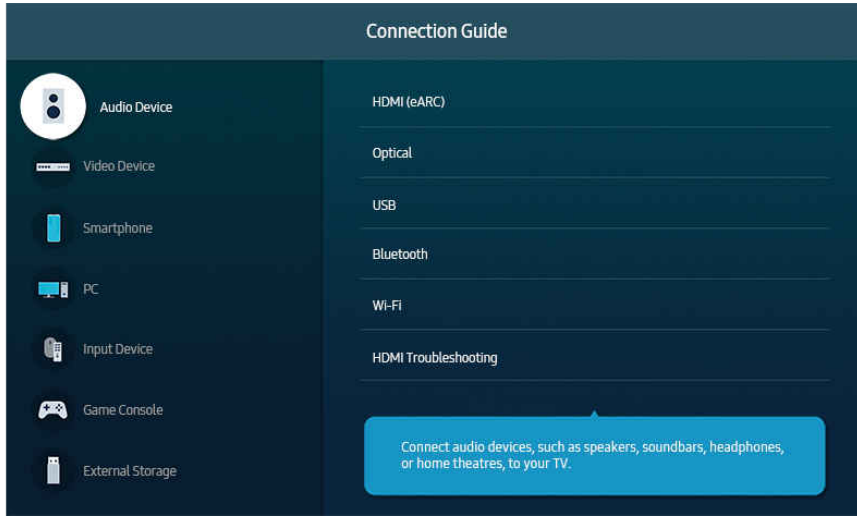 Connection Guide
Audio Device
Video Device
Smartphone
PC
Input Device
Game Console
External Storage
HDMI (eARC)
Optical
USB
Bluetooth
Wi-Fi
HDMI Troubleshooting
Connect audio devices, such as speakers, soundbars, headphones,
or home theatres, to your TV.